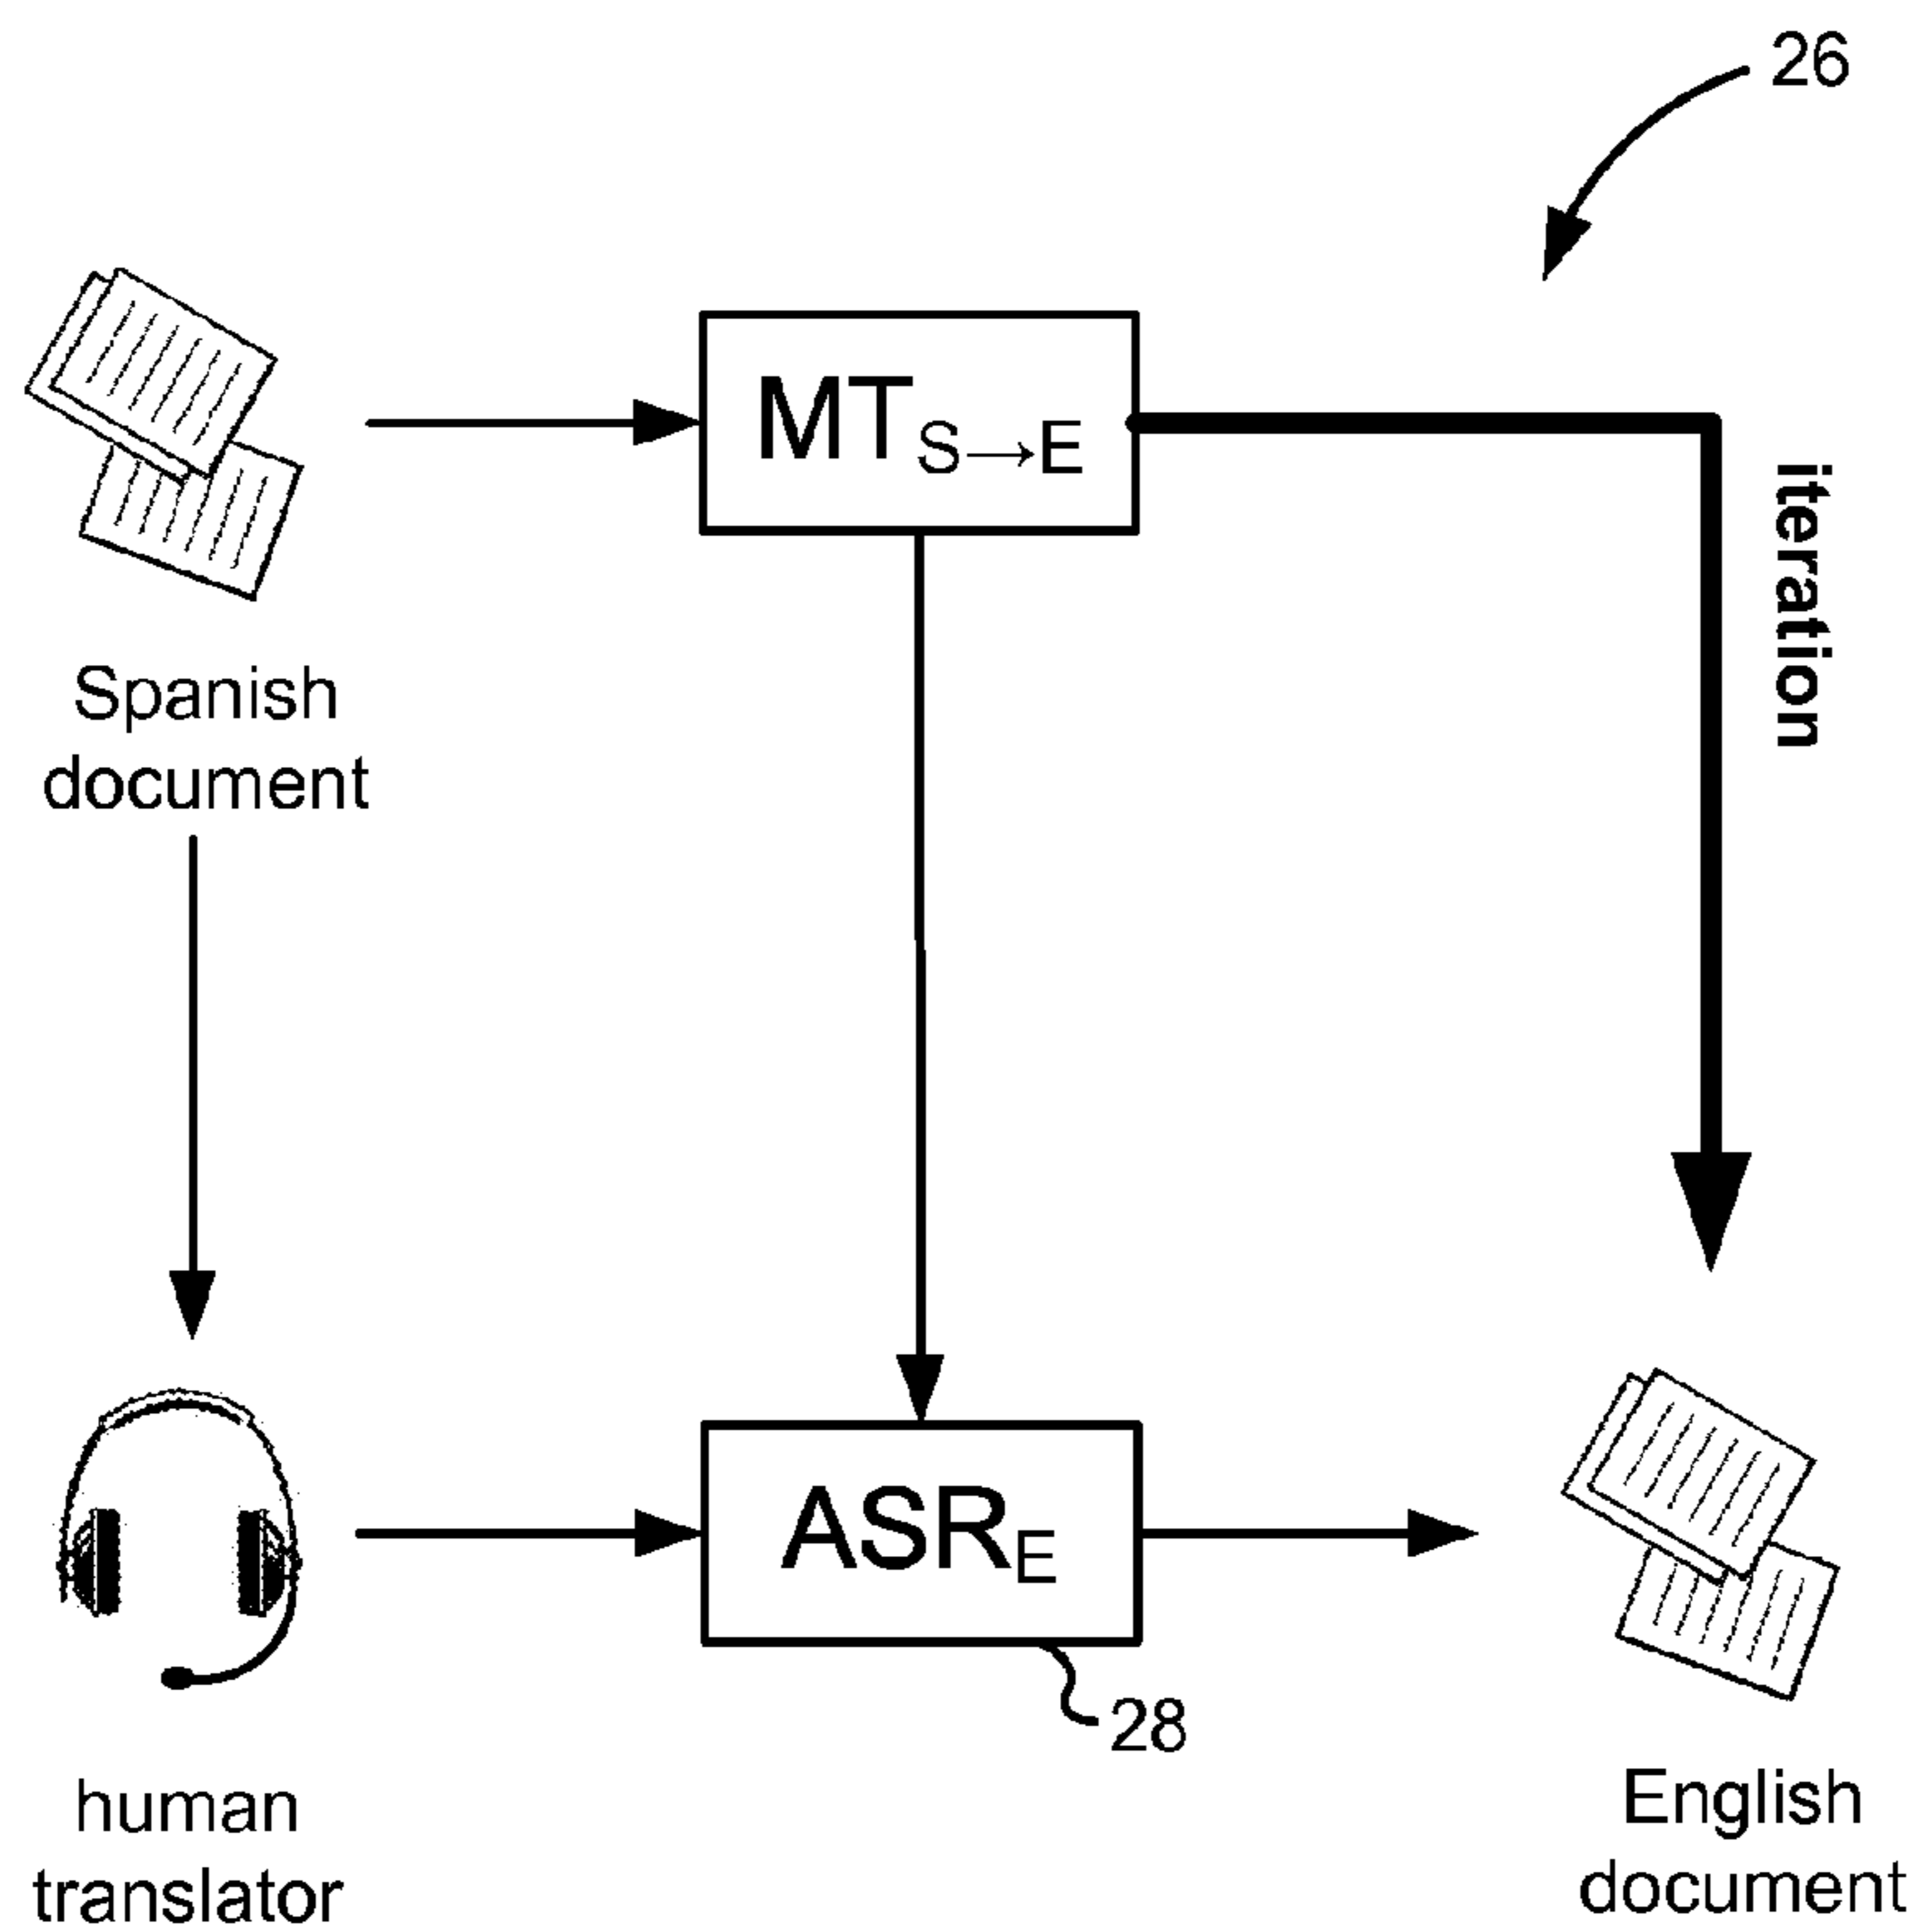 26
MTS→E
iteration
Spanish
document
ASRE
28
human
translator
English
document